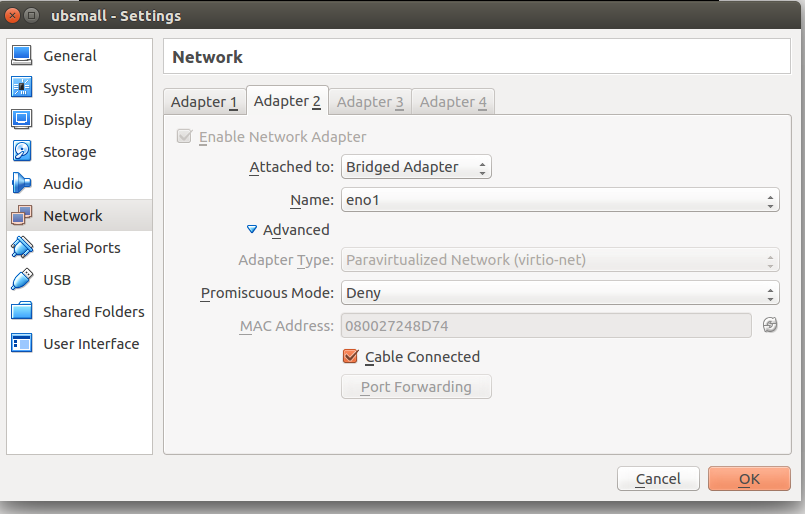 ubsmall - Settings
General
System
Display
Storage
Audio
Network
Serial Ports
USB
Shared Folders
User Interface
Network
Adapter 1 Adapter 2 Adapter 3 Adapter 4
Enable Network Adapter
Attached to: Bridged Adapter
Name: eno1
Advanced
Adapter Type: Paravirtualized Network (virtio-net)
Promiscuous Mode: Deny
MAC Address: 080027248D74
Cable Connected
Port Forwarding
Cancel OK